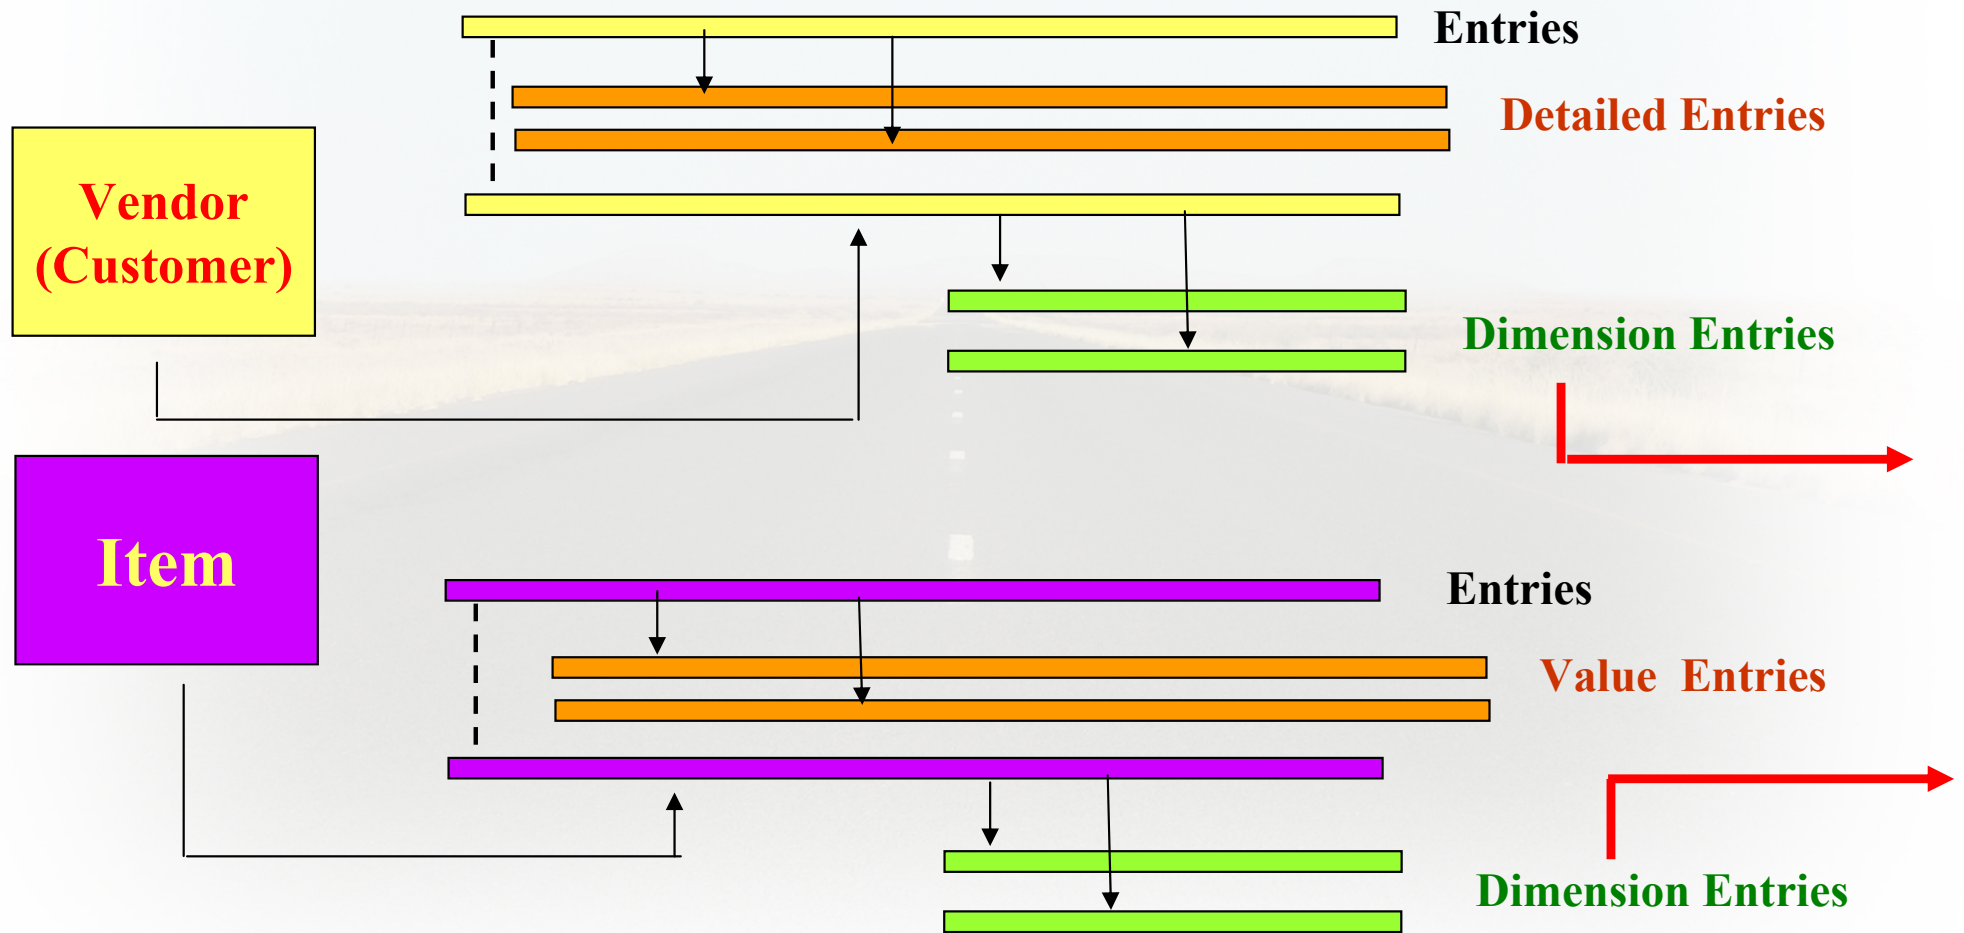 Entries
Detailed Entries
Vendor
(Customer)
Dimension Entries
Item
Entries
Value  Entries
Dimension Entries